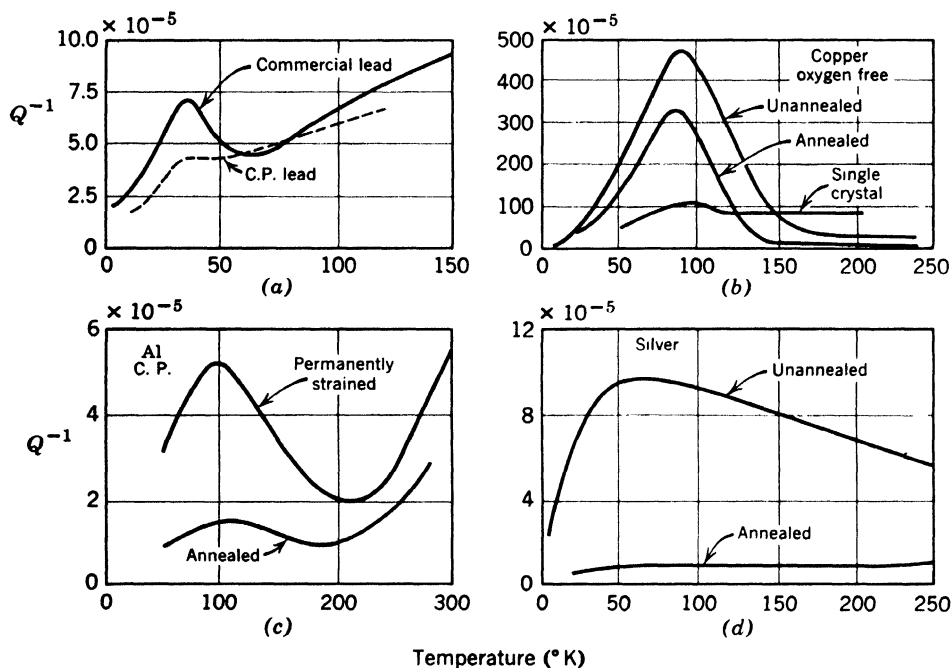 × 10⁻⁵
10.0
7.5
5.0
2.5
0
Q⁻¹
Commercial lead
C.P. lead
0
50
100
150
(a)
× 10⁻⁵
500
400
300
200
100
0
Copper
oxygen free
Unannealed
Annealed
Single
crystal
0
50
100
150
200
250
(b)
× 10⁻⁵
6
4
2
0
Q⁻¹
Al
C. P.
Permanently
strained
Annealed
0
100
200
300
(c)
× 10⁻⁵
12
8
4
0
Silver
Unannealed
Annealed
0
50
100
150
200
250
(d)
Temperature (°K)